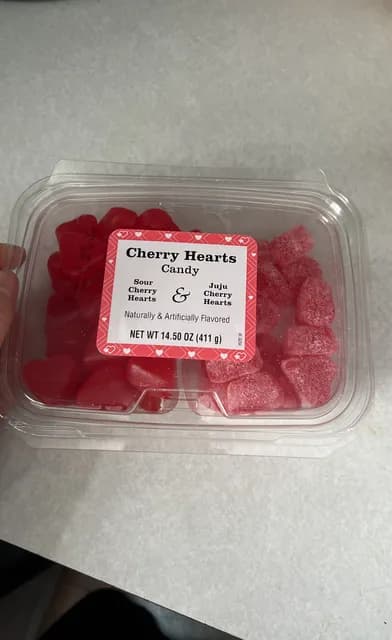 Cherry Hearts
Candy
Sour
Cherry
Hearts
&
Juju
Cherry
Hearts
Naturally & Artificially Flavored
NET WT 14.50 OZ (411 g)